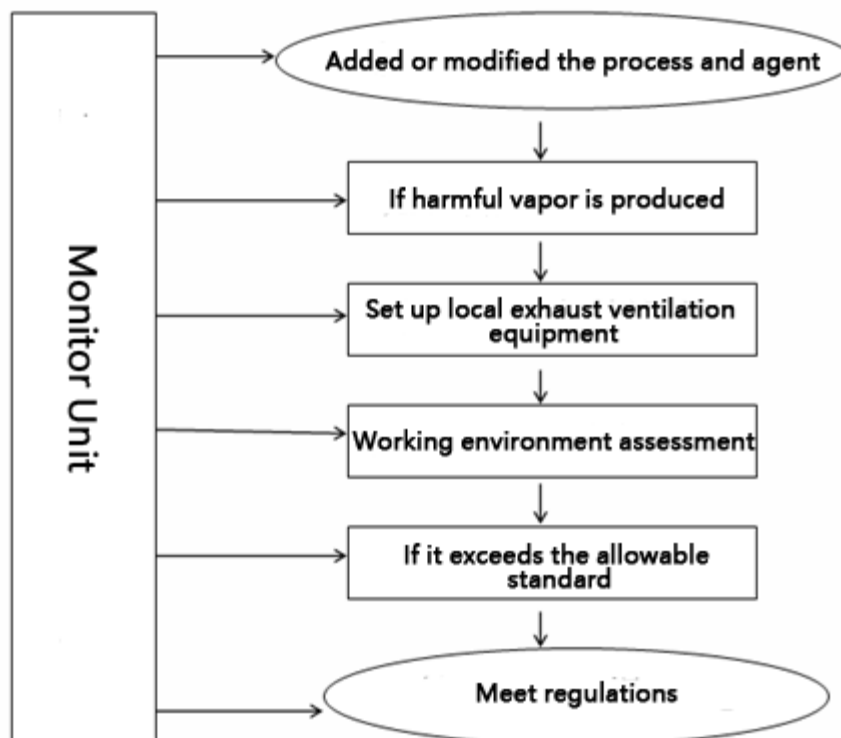 Monitor Unit
Added or modified the process and agent
If harmful vapor is produced
Set up local exhaust ventilation
equipment
Working environment assessment
If it exceeds the allowable
standard
Meet regulations